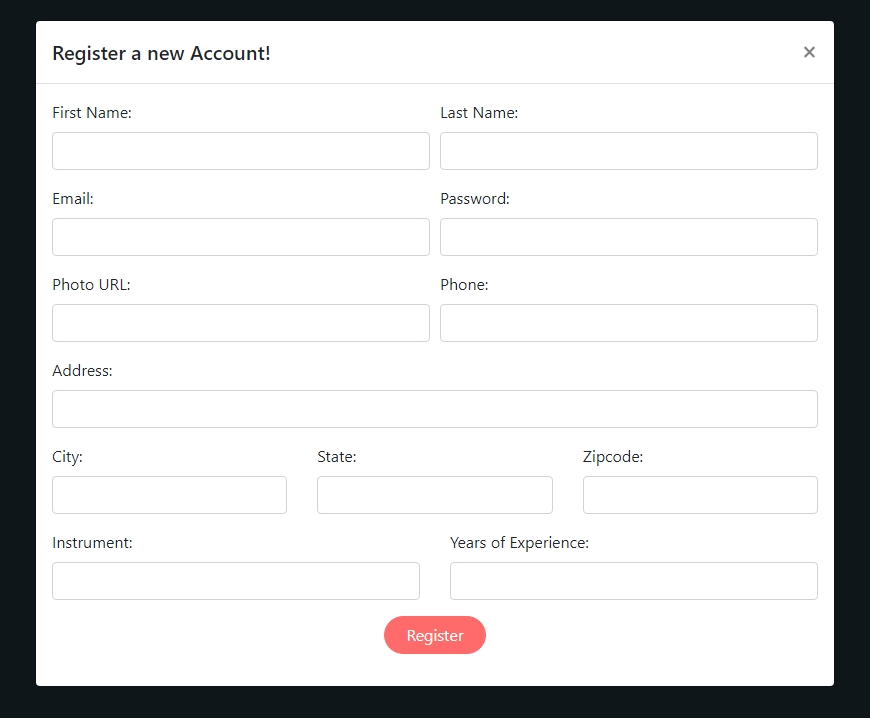 Register a new Account! ×
First Name: Last Name:
Email: Password:
Photo URL: Phone:
Address:
City: State: Zipcode:
Instrument: Years of Experience:
Register